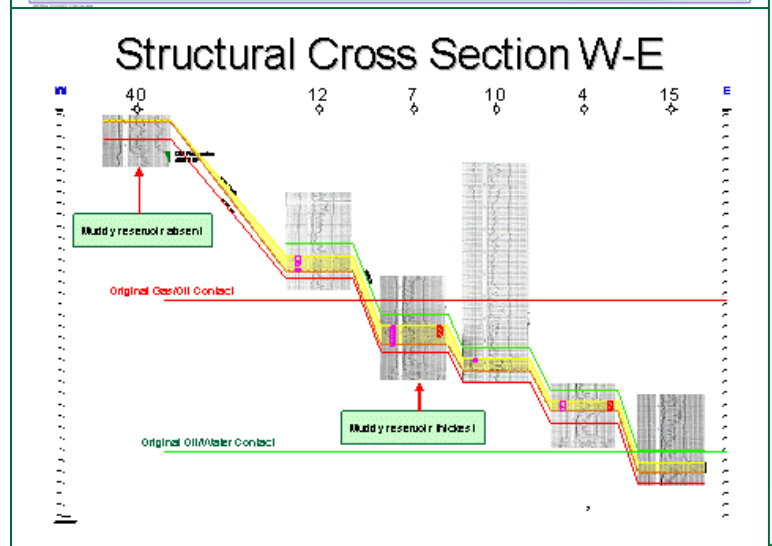 Structural Cross Section W-E
W
E
40
12
7
10
4
15
Muddy reservoir absent
Original Gas/Oil Contact
Muddy reservoir thickest
Original Oil/Water Contact